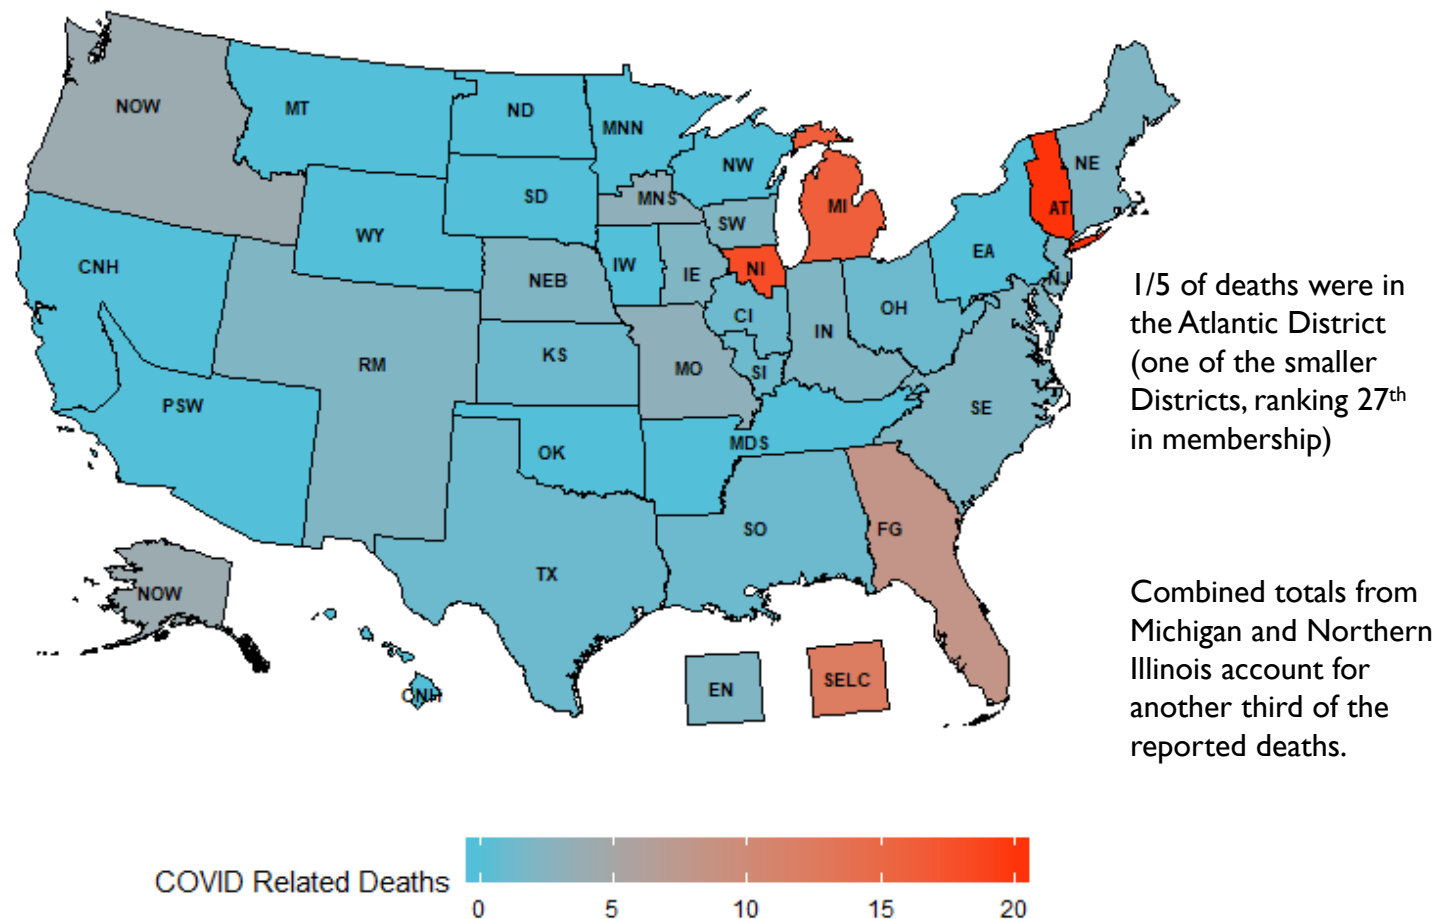 NOW
MT
ND
MNN
NW
MI
NE
AT
SD
MNS
SW
WY
EA
CNH
NEB
IW
IE
NI
NJ
OH
CI
IN
KS
RM
MO
SI
PSW
SE
MDS
OK
SO
FG
TX
NOW
CNH
EN
SELC
1/5 of deaths were in
the Atlantic District
(one of the smaller
Districts, ranking 27th
in membership)
Combined totals from
Michigan and Northern
Illinois account for
another third of the
reported deaths.
COVID Related Deaths
0 5 10 15 20